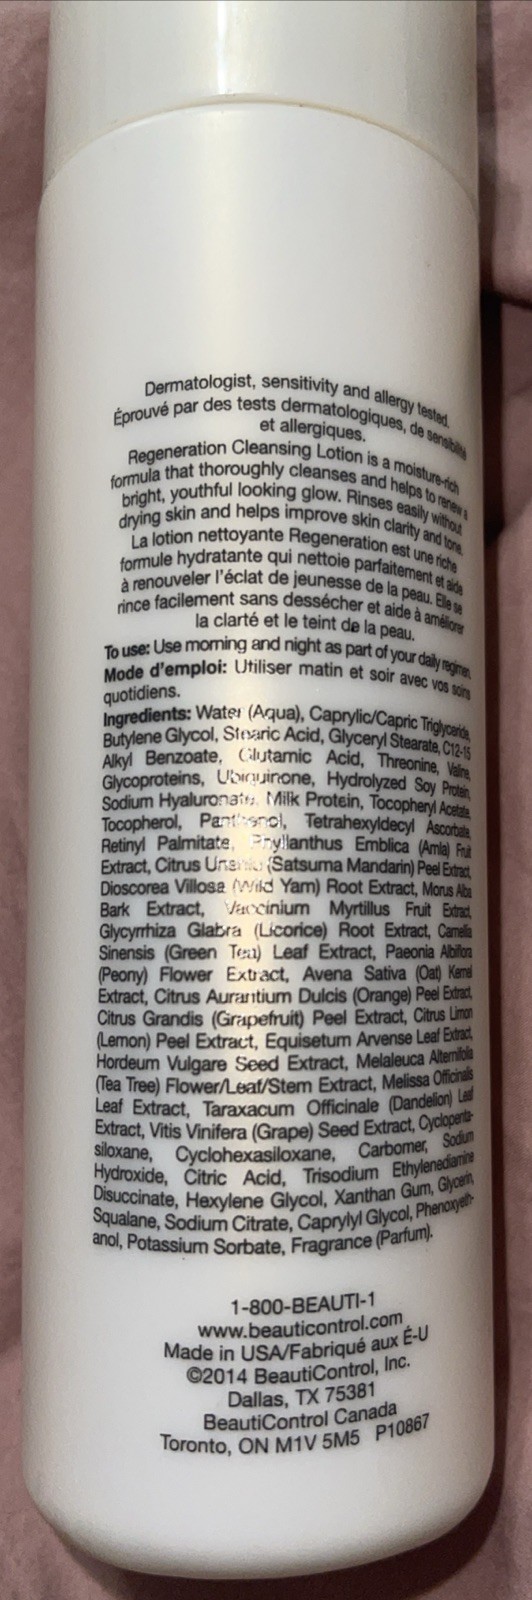 Dermatologist, sensitivity and allergy tested.
Éprouvé par des tests dermatologiques, de sensibilité
et allergiques.
Regeneration Cleansing Lotion is a moisture-rich
formula that thoroughly cleanses and helps to renew a
bright, youthful looking glow. Rinses easily without
drying skin and helps improve skin clarity and tone.
La lotion nettoyante Regeneration est une riche
formule hydratante qui nettoie parfaitement et aide
à renouveler l'éclat de jeunesse de la peau. Elle se
rince facilement sans dessécher et aide à améliorer
la clarté et le teint de la peau.
To use: Use morning and night as part of your daily regimen.
Mode d'emploi: Utiliser matin et soir avec vos soins
quotidiens.
Ingredients: Water (Aqua), Caprylic/Capric Triglyceride,
Butylene Glycol, Stearic Acid, Glyceryl Stearate, C12-15
Alkyl Benzoate, Glutamic Acid, Threonine, Valine,
Glycoproteins, Ubiquinone, Hydrolyzed Soy Protein,
Sodium Hyaluronate, Milk Protein, Tocopheryl Acetate,
Tocopherol, Panthenol, Tetrahexyldecyl Ascorbate,
Retinyl Palmitate, Phyllanthus Emblica (Amla) Fruit
Extract, Citrus Unshiu (Satsuma Mandarin) Peel Extract,
Dioscorea Villosa (Wild Yam) Root Extract, Morus Alba
Bark Extract, Vaccinium Myrtillus Fruit Extract,
Glycyrrhiza Glabra (Licorice) Root Extract, Camellia
Sinensis (Green Tea) Leaf Extract, Paeonia Albiflora
(Peony) Flower Extract, Avena Sativa (Oat) Kernel
Extract, Citrus Aurantium Dulcis (Orange) Peel Extract,
Citrus Grandis (Grapefruit) Peel Extract, Citrus Limon
(Lemon) Peel Extract, Equisetum Arvense Leaf Extract,
Hordeum Vulgare Seed Extract, Melaleuca Alternifolia
(Tea Tree) Flower/Leaf/Stem Extract, Melissa Officinalis
Leaf Extract, Taraxacum Officinale (Dandelion) Leaf
Extract, Vitis Vinifera (Grape) Seed Extract, Cyclopenta-
siloxane, Cyclohexasiloxane, Carbomer, Sodium
Hydroxide, Citric Acid, Trisodium Ethylenediamine
Disuccinate, Hexylene Glycol, Xanthan Gum, Glycerin,
Squalane, Sodium Citrate, Caprylyl Glycol, Phenoxyeth-
anol, Potassium Sorbate, Fragrance (Parfum).
1-800-BEAUTI-1
www.beauticontrol.com
Made in USA/Fabriqué aux É-U
©2014 BeautiControl, Inc.
Dallas, TX 75381
BeautiControl Canada
Toronto, ON M1V 5M5 P10867